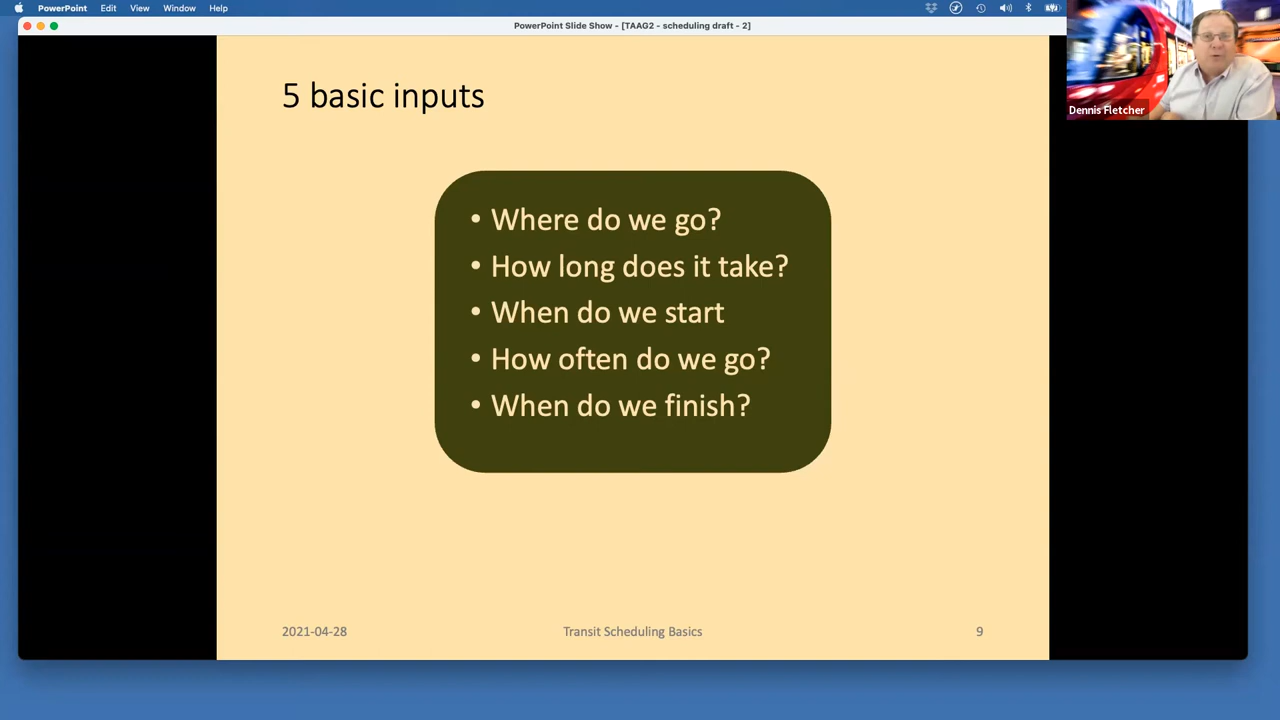 PowerPoint Edit View Window Help
PowerPoint Slide Show - [TAAG2 - scheduling draft - 2]
Dennis Fletcher
5 basic inputs
• Where do we go?
• How long does it take?
• When do we start
• How often do we go?
• When do we finish?
2021-04-28 Transit Scheduling Basics 9